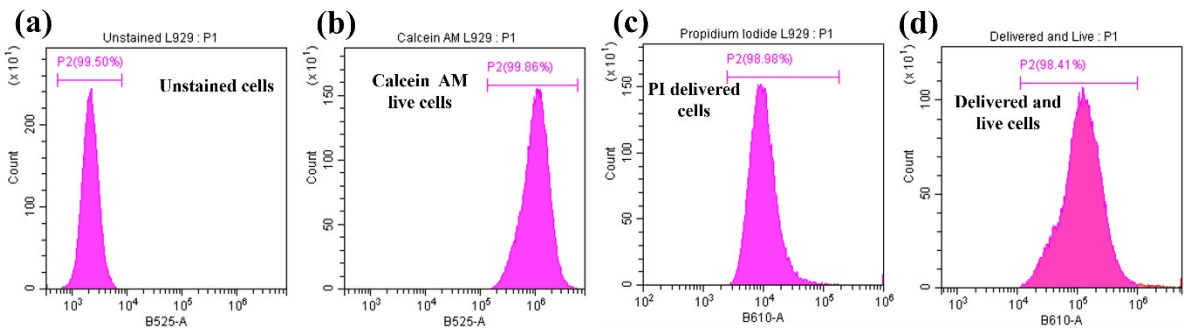 (a)
Unstained L929 : P1
(x 10¹)
P2(99.50%)
Unstained cells
Count
0
100
200
10³
10⁴
10⁵
10⁶
B525-A
(b)
Calcein AM L929 : P1
(x 10¹)
P2(99.86%)
Calcein AM
live cells
Count
0
50
100
150
10³
10⁴
10⁵
10⁶
B525-A
(c)
Propidium Iodide L929 : P1
(x 10¹)
P2(98.98%)
PI delivered
cells
Count
0
50
100
150
10²
10³
10⁴
10⁵
10⁶
B610-A
(d)
Delivered and Live : P1
(x 10¹)
P2(98.41%)
Delivered and
live cells
Count
0
50
100
10³
10⁴
10⁵
10⁶
B610-A